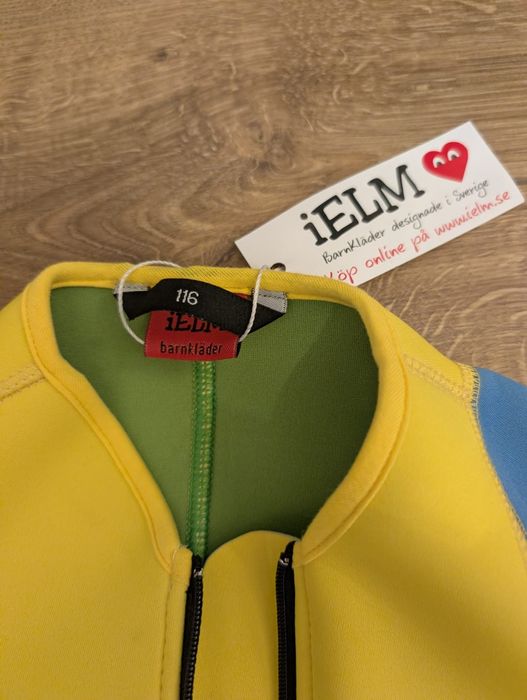 iELM
Barnkläder designade i Sverige
Köp online på www.ielm.se
116
iELM
barnkläder